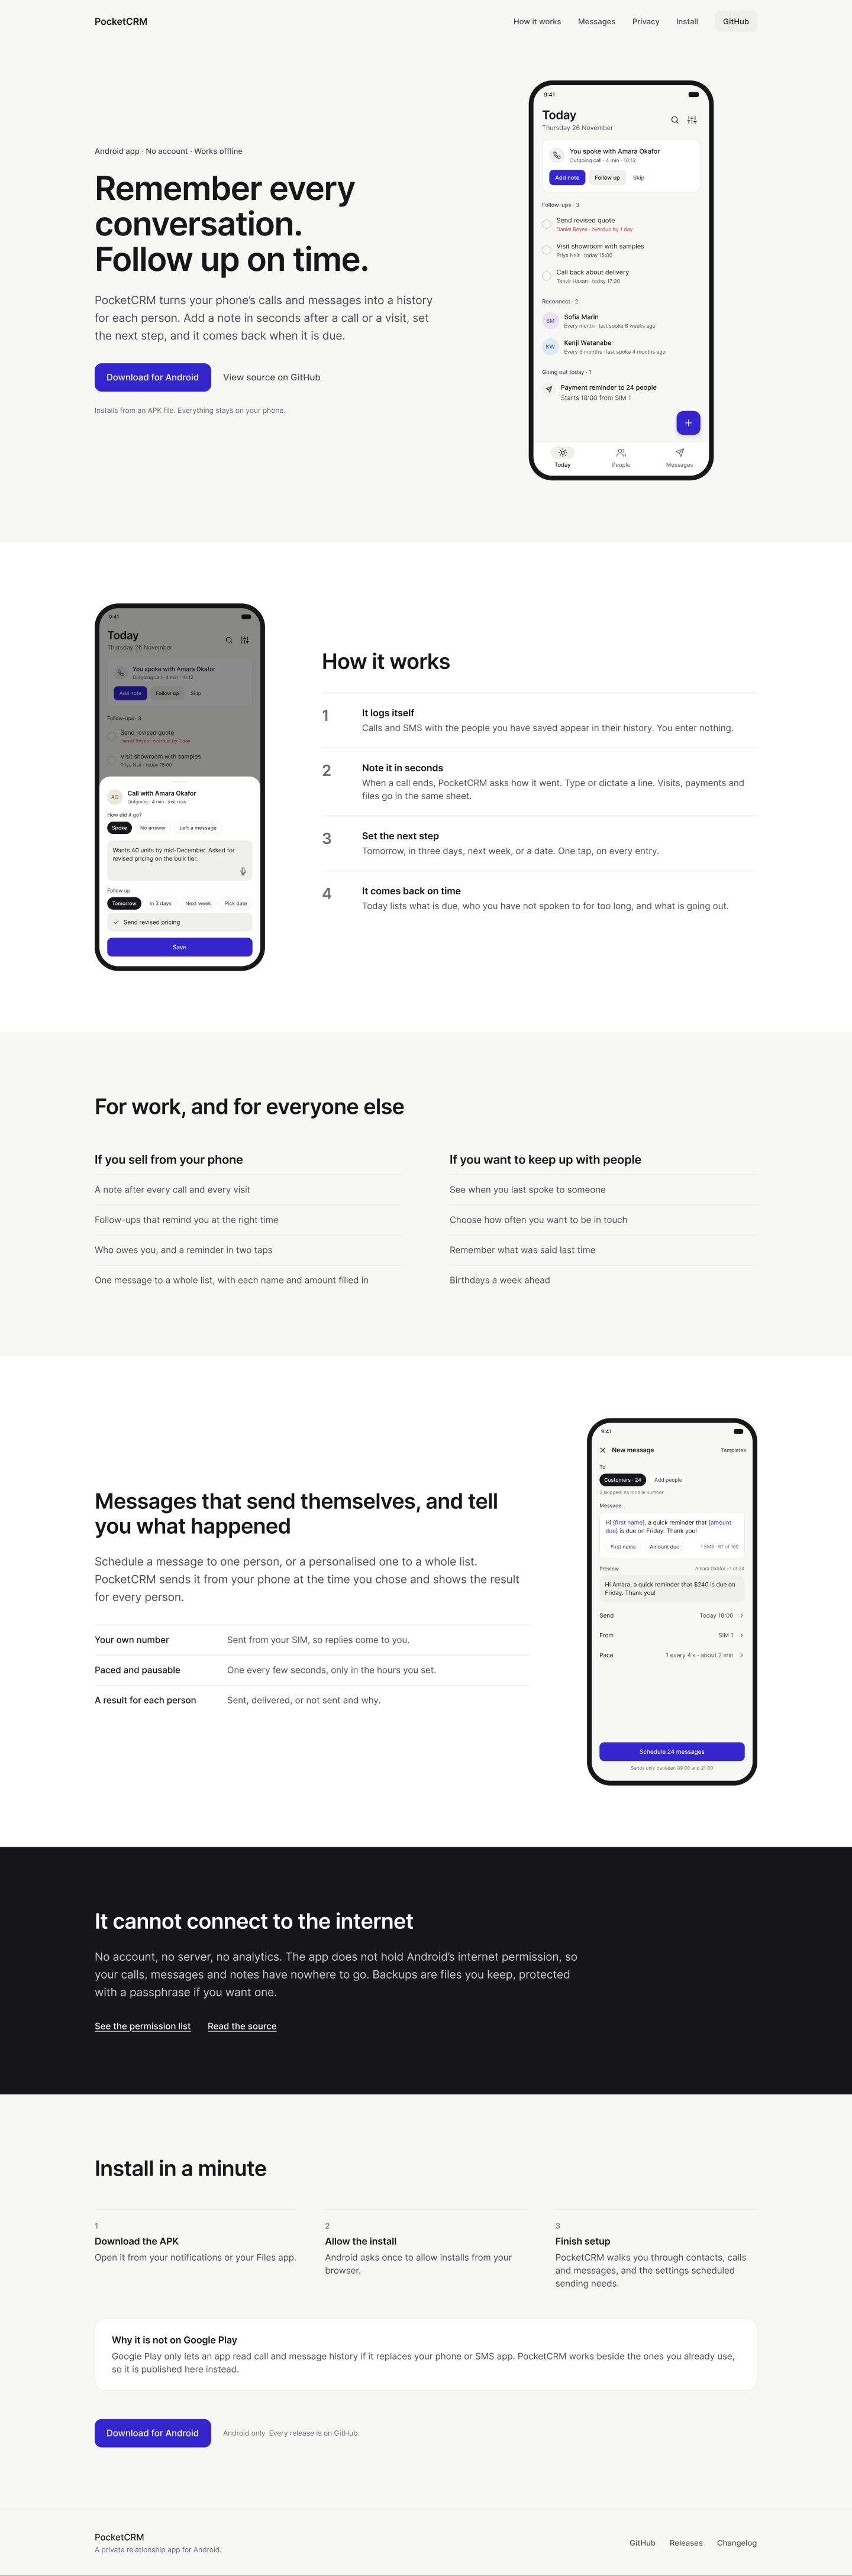 PocketCRM
How it works
Messages
Privacy
Install
GitHub
Android app · No account · Works offline
Remember every
conversation.
Follow up on time.
PocketCRM turns your phone’s calls and messages into a history
for each person. Add a note in seconds after a call or a visit, set
the next step, and it comes back when it is due.
Download for Android
View source on GitHub
Installs from an APK file. Everything stays on your phone.
9:41
Today
Thursday 26 November
You spoke with Amara Okafor
Outgoing call · 4 min · 10:12
Add note
Follow up
Skip
Follow-ups · 3
Send revised quote
Daniel Reyes · overdue by 1 day
Visit showroom with samples
Priya Nair · today 15:00
Call back about delivery
Tanvir Hasan · today 17:30
Reconnect · 2
SM
Sofia Marin
Every month · last spoke 6 weeks ago
KW
Kenji Watanabe
Every 3 months · last spoke 4 months ago
Going out today · 1
Payment reminder to 24 people
Starts 18:00 from SIM 1
Today
People
Messages
9:41
Today
Thursday 26 November
You spoke with Amara Okafor
Outgoing call · 4 min · 10:12
Add note
Follow up
Skip
Follow-ups · 3
Send revised quote
Daniel Reyes · overdue by 1 day
Visit showroom with samples
Priya Nair · today 15:00
AO
Call with Amara Okafor
Outgoing · 4 min · just now
How did it go?
Spoke
No answer
Left a message
Wants 40 units by mid-December. Asked for
revised pricing on the bulk tier.
Follow up
Tomorrow
In 3 days
Next week
Pick date
Send revised pricing
Save
How it works
1
It logs itself
Calls and SMS with the people you have saved appear in their history. You enter nothing.
2
Note it in seconds
When a call ends, PocketCRM asks how it went. Type or dictate a line. Visits, payments and
files go in the same sheet.
3
Set the next step
Tomorrow, in three days, next week, or a date. One tap, on every entry.
4
It comes back on time
Today lists what is due, who you have not spoken to for too long, and what is going out.
For work, and for everyone else
If you sell from your phone
A note after every call and every visit
Follow-ups that remind you at the right time
Who owes you, and a reminder in two taps
One message to a whole list, with each name and amount filled in
If you want to keep up with people
See when you last spoke to someone
Choose how often you want to be in touch
Remember what was said last time
Birthdays a week ahead
Messages that send themselves, and tell
you what happened
Schedule a message to one person, or a personalised one to a whole list.
PocketCRM sends it from your phone at the time you chose and shows the result
for every person.
Your own number
Sent from your SIM, so replies come to you.
Paced and pausable
One every few seconds, only in the hours you set.
A result for each person
Sent, delivered, or not sent and why.
9:41
New message
Templates
To
Customers · 24
Add people
2 skipped: no mobile number
Message
Hi {first name}, a quick reminder that {amount
due} is due on Friday. Thank you!
First name
Amount due
1 SMS · 67 of 160
Preview
Amara Okafor · 1 of 24
Hi Amara, a quick reminder that $240 is due on
Friday. Thank you!
Send
Today 18:00
From
SIM 1
Pace
1 every 4 s · about 2 min
Schedule 24 messages
Sends only between 09:00 and 21:00
It cannot connect to the internet
No account, no server, no analytics. The app does not hold Android’s internet permission, so
your calls, messages and notes have nowhere to go. Backups are files you keep, protected
with a passphrase if you want one.
See the permission list
Read the source
Install in a minute
1
Download the APK
Open it from your notifications or your Files app.
2
Allow the install
Android asks once to allow installs from your
browser.
3
Finish setup
PocketCRM walks you through contacts, calls
and messages, and the settings scheduled
sending needs.
Why it is not on Google Play
Google Play only lets an app read call and message history if it replaces your phone or SMS app. PocketCRM works beside the ones you already use,
so it is published here instead.
Download for Android
Android only. Every release is on GitHub.
PocketCRM
A private relationship app for Android.
GitHub
Releases
Changelog